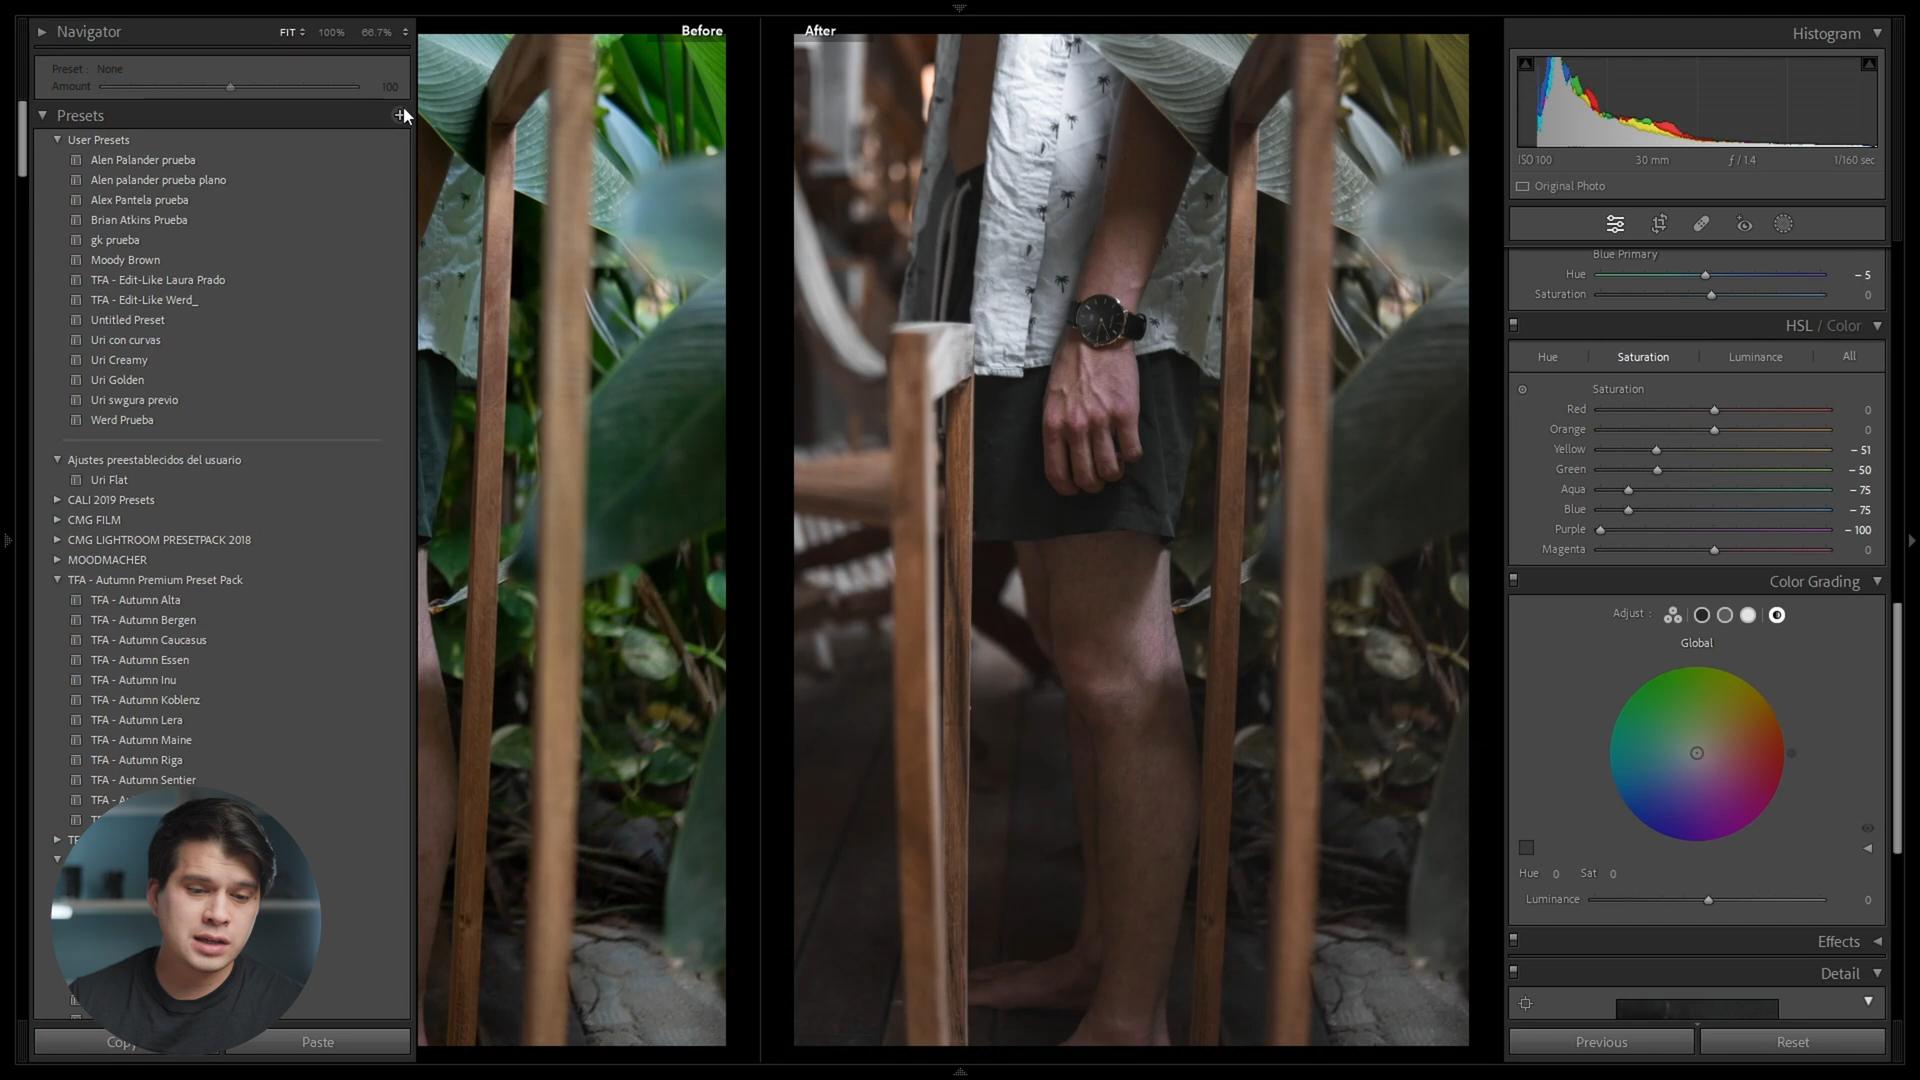 Navigator
FIT 100% 66.7%
Preset : None
Amount 100
Presets
User Presets
Alen Palander prueba
Alen palander prueba plano
Alex Pantela prueba
Brian Atkins Prueba
gk prueba
Moody Brown
TFA - Edit-Like Laura Prado
TFA - Edit-Like Werd_
Untitled Preset
Uri con curvas
Uri Creamy
Uri Golden
Uri swgura previo
Werd Prueba
Ajustes preestablecidos del usuario
Uri Flat
CALI 2019 Presets
CMG FILM
CMG LIGHTROOM PRESETPACK 2018
MOODMACHER
TFA - Autumn Premium Preset Pack
TFA - Autumn Alta
TFA - Autumn Bergen
TFA - Autumn Caucasus
TFA - Autumn Essen
TFA - Autumn Inu
TFA - Autumn Koblenz
TFA - Autumn Lera
TFA - Autumn Maine
TFA - Autumn Riga
TFA - Autumn Sentier
TFA - A
Paste
Before
After
Histogram
ISO 100 30 mm ƒ / 1.4 1/160 sec
Original Photo
Blue Primary
Hue – 5
Saturation 0
HSL / Color
Hue Saturation Luminance All
Saturation
Red 0
Orange 0
Yellow – 51
Green – 50
Aqua – 75
Blue – 75
Purple – 100
Magenta 0
Color Grading
Adjust :
Global
Hue 0 Sat 0
Luminance 0
Effects
Detail
Previous Reset